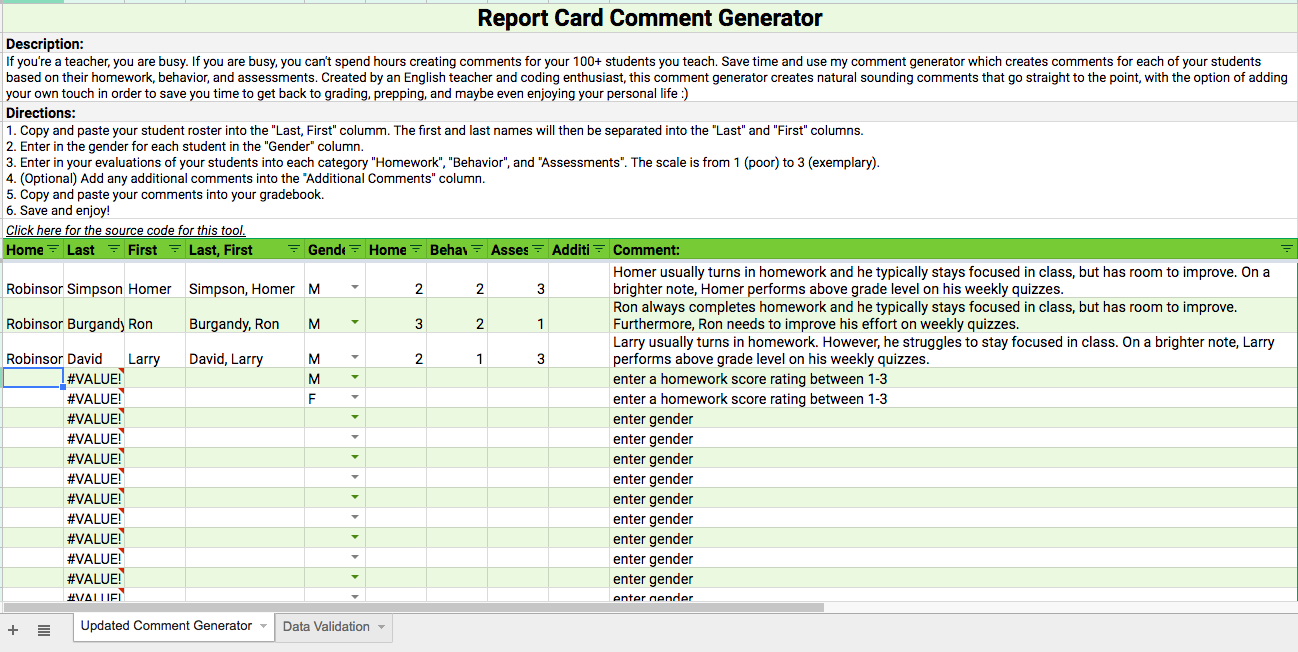 Report Card Comment Generator
Description:
If you're a teacher, you are busy. If you are busy, you can't spend hours creating comments for your 100+ students you teach. Save time and use my comment generator which creates comments for each of your students
based on their homework, behavior, and assessments. Created by an English teacher and coding enthusiast, this comment generator creates natural sounding comments that go straight to the point, with the option of adding
your own touch in order to save you time to get back to grading, prepping, and maybe even enjoying your personal life :)
Directions:
1. Copy and paste your student roster into the "Last, First" columm. The first and last names will then be separated into the "Last" and "First" columns.
2. Enter in the gender for each student in the "Gender" column.
3. Enter in your evaluations of your students into each category "Homework", "Behavior", and "Assessments". The scale is from 1 (poor) to 3 (exemplary).
4. (Optional) Add any additional comments into the "Additional Comments" column.
5. Copy and paste your comments into your gradebook.
6. Save and enjoy!
Click here for the source code for this tool.
Home Last First Last, First Gende Home Behav Asses Additi Comment:
Homer usually turns in homework and he typically stays focused in class, but has room to improve. On a
Robinsor Simpson Homer Simpson, Homer M 2 2 3 brighter note, Homer performs above grade level on his weekly quizzes.
Ron always completes homework and he typically stays focused in class, but has room to improve.
Robinsor Burgandy Ron Burgandy, Ron M 3 2 1 Furthermore, Ron needs to improve his effort on weekly quizzes.
Larry usually turns in homework. However, he struggles to stay focused in class. On a brighter note, Larry
Robinsor David Larry David, Larry M 2 1 3 performs above grade level on his weekly quizzes.
#VALUE! M enter a homework score rating between 1-3
#VALUE! F enter a homework score rating between 1-3
#VALUE! enter gender
#VALUE! enter gender
#VALUE! enter gender
#VALUE! enter gender
#VALUE! enter gender
#VALUE! enter gender
#VALUE! enter gender
#VALUE! enter gender
#VALUE! enter gender
#VALUE! enter gender
Updated Comment Generator Data Validation